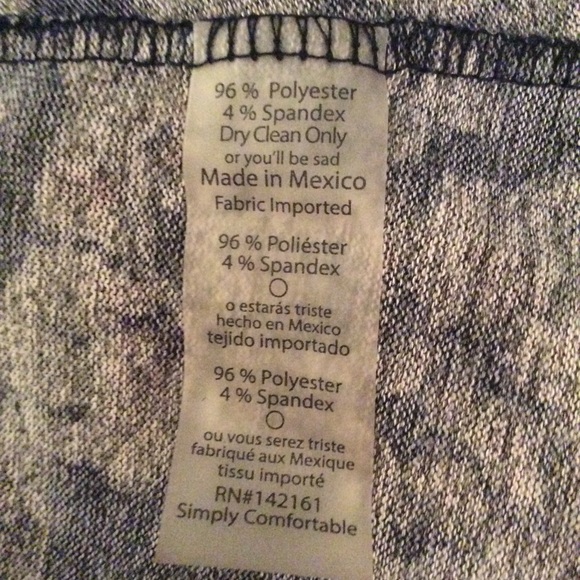 96 % Polyester
4 % Spandex
Dry Clean Only
or you'll be sad
Made in Mexico
Fabric Imported
96 % Poliéster
4 % Spandex
o estarás triste
hecho en Mexico
tejido importado
96 % Polyester
4 % Spandex
ou vous serez triste
fabriqué aux Mexique
tissu importé
RN#142161
Simply Comfortable